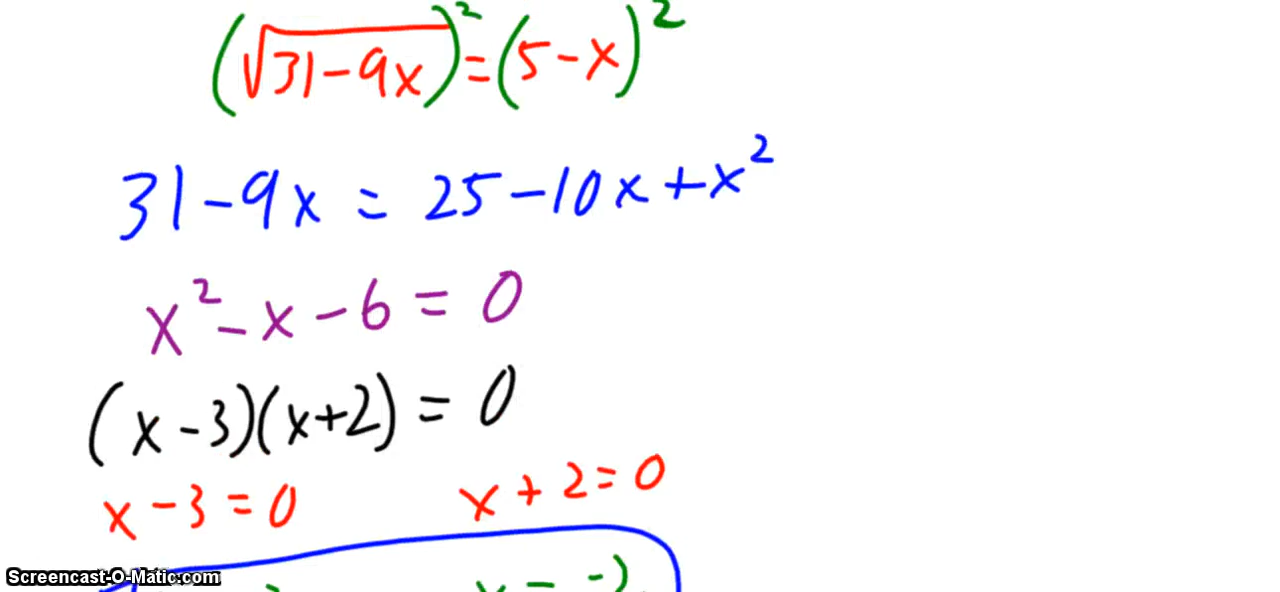 (√31-9x)² = (5-x)²
31-9x = 25-10x+x²
x²-x-6=0
(x-3)(x+2)=0
x-3=0 x+2=0
x = -2
Screencast-O-Matic.com